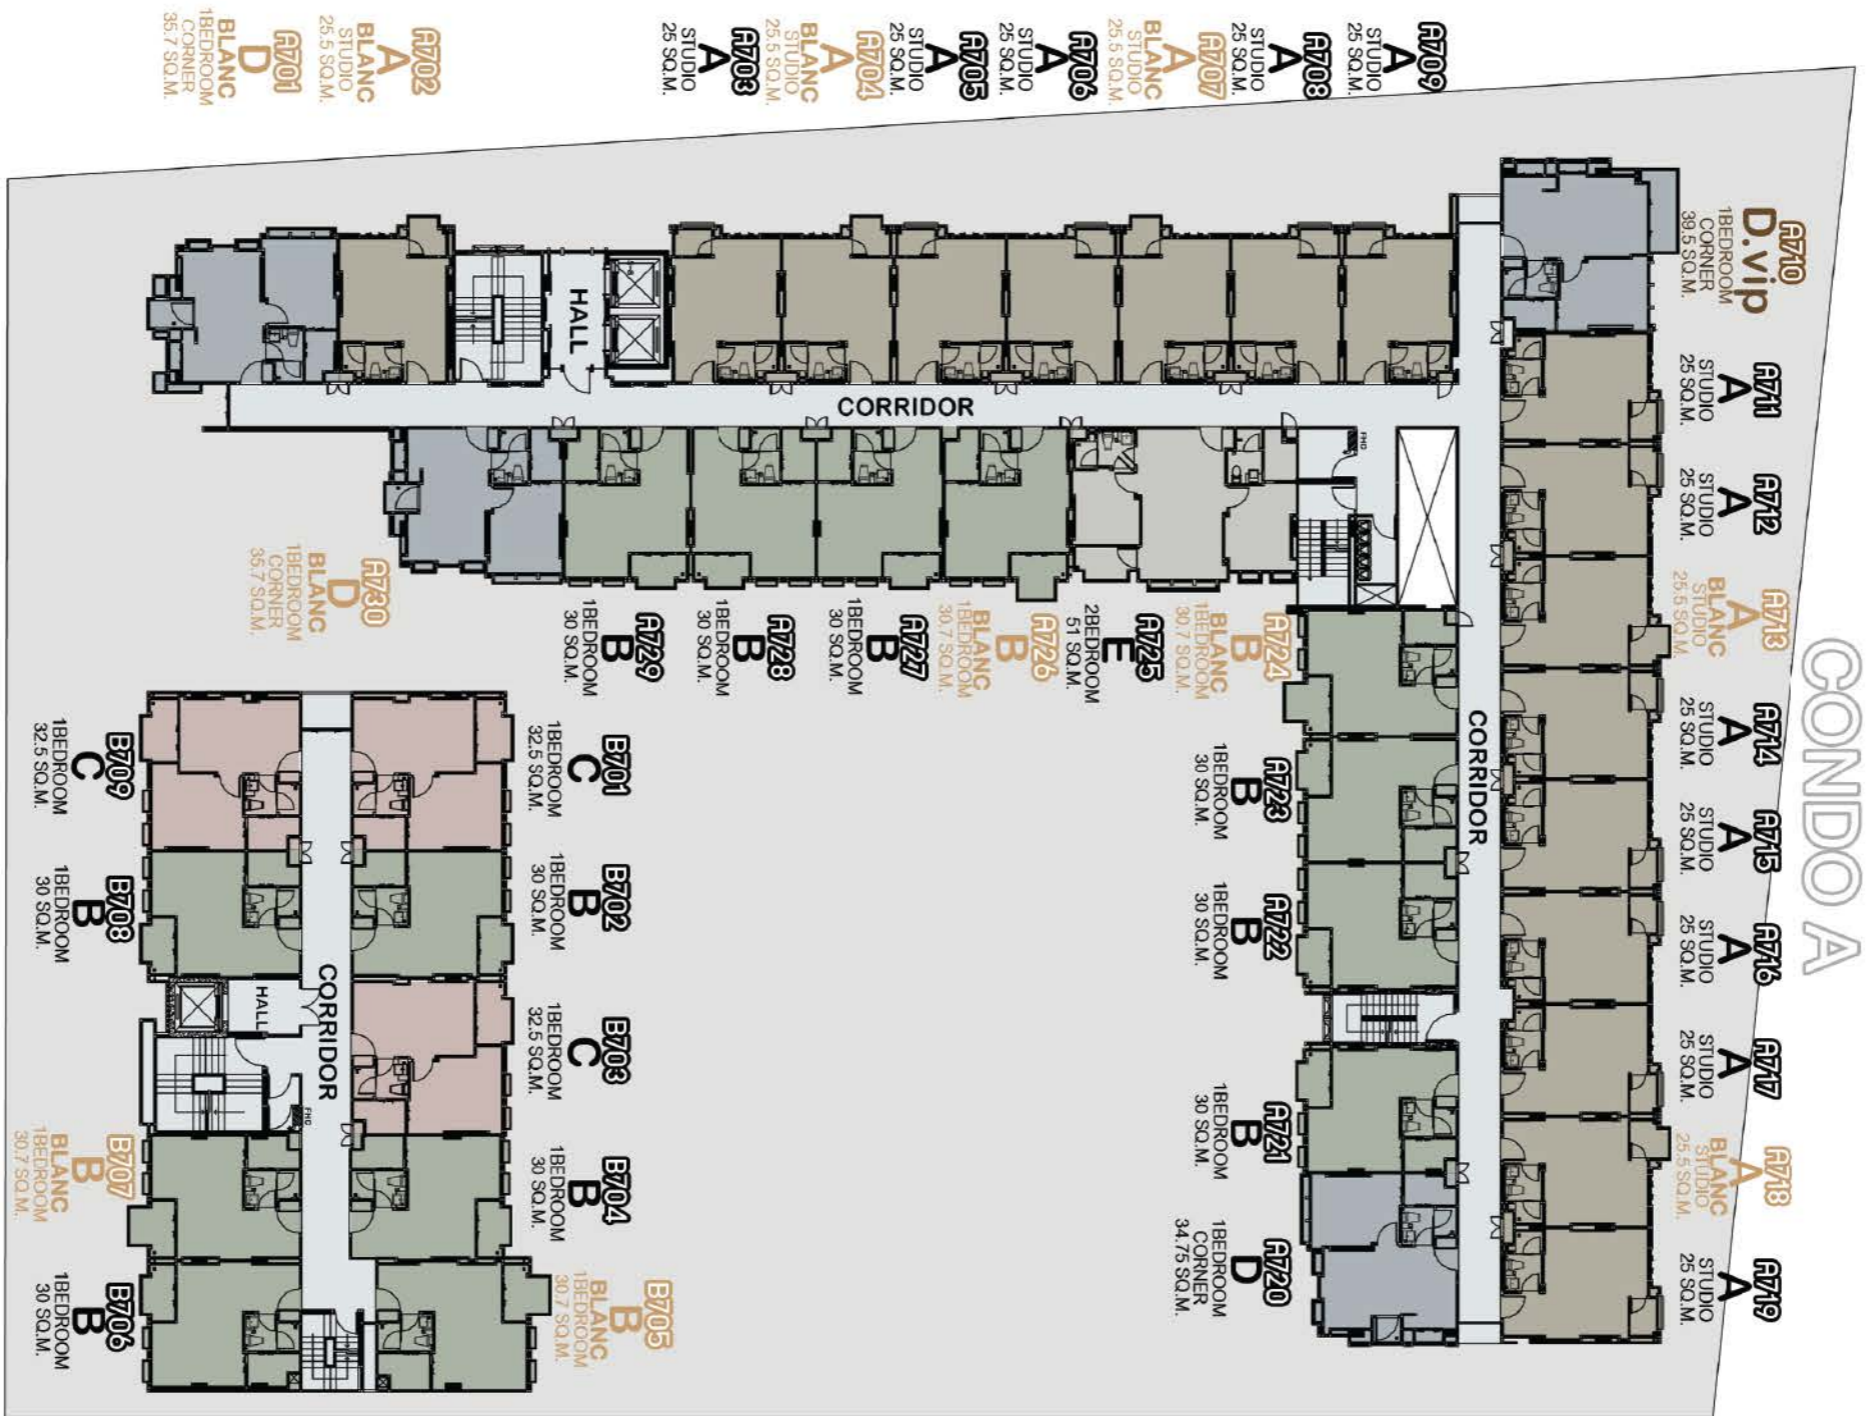 A701
D
BLANC
1BEDROOM
CORNER
35.7 SQ.M.
A702
A
BLANC
STUDIO
25.5 SQ.M.
A703
A
STUDIO
25 SQ.M.
A704
A
BLANC
STUDIO
25.5 SQ.M.
A705
A
STUDIO
25 SQ.M.
A706
A
STUDIO
25 SQ.M.
A707
A
BLANC
STUDIO
25.5 SQ.M.
A708
A
STUDIO
25 SQ.M.
A709
A
STUDIO
25 SQ.M.
A710
D.vip
1BEDROOM
CORNER
39.5 SQ.M.
HALL
CORRIDOR
FHC
A711
A
STUDIO
25 SQ.M.
A712
A
STUDIO
25 SQ.M.
A713
A
BLANC
STUDIO
25.5 SQ.M.
A714
A
STUDIO
25 SQ.M.
A715
A
STUDIO
25 SQ.M.
A716
A
STUDIO
25 SQ.M.
A717
A
STUDIO
25 SQ.M.
A718
A
BLANC
STUDIO
25.5 SQ.M.
A719
A
STUDIO
25 SQ.M.
CONDO A
CORRIDOR
A730
D
BLANC
1BEDROOM
CORNER
35.7 SQ.M.
A729
B
1BEDROOM
30 SQ.M.
A728
B
1BEDROOM
30 SQ.M.
A727
B
1BEDROOM
30 SQ.M.
A726
B
BLANC
1BEDROOM
30.7 SQ.M.
A725
E
2BEDROOM
51 SQ.M.
A724
B
BLANC
1BEDROOM
30.7 SQ.M.
A723
B
1BEDROOM
30 SQ.M.
A722
B
1BEDROOM
30 SQ.M.
A721
B
1BEDROOM
30 SQ.M.
A720
D
1BEDROOM
CORNER
34.75 SQ.M.
B701
C
1BEDROOM
32.5 SQ.M.
B702
B
1BEDROOM
30 SQ.M.
B703
C
1BEDROOM
32.5 SQ.M.
B704
B
1BEDROOM
30 SQ.M.
B705
B
BLANC
1BEDROOM
30.7 SQ.M.
CORRIDOR
HALL
FHC
B709
C
1BEDROOM
32.5 SQ.M.
B708
B
1BEDROOM
30 SQ.M.
B707
B
BLANC
1BEDROOM
30.7 SQ.M.
B706
B
1BEDROOM
30 SQ.M.